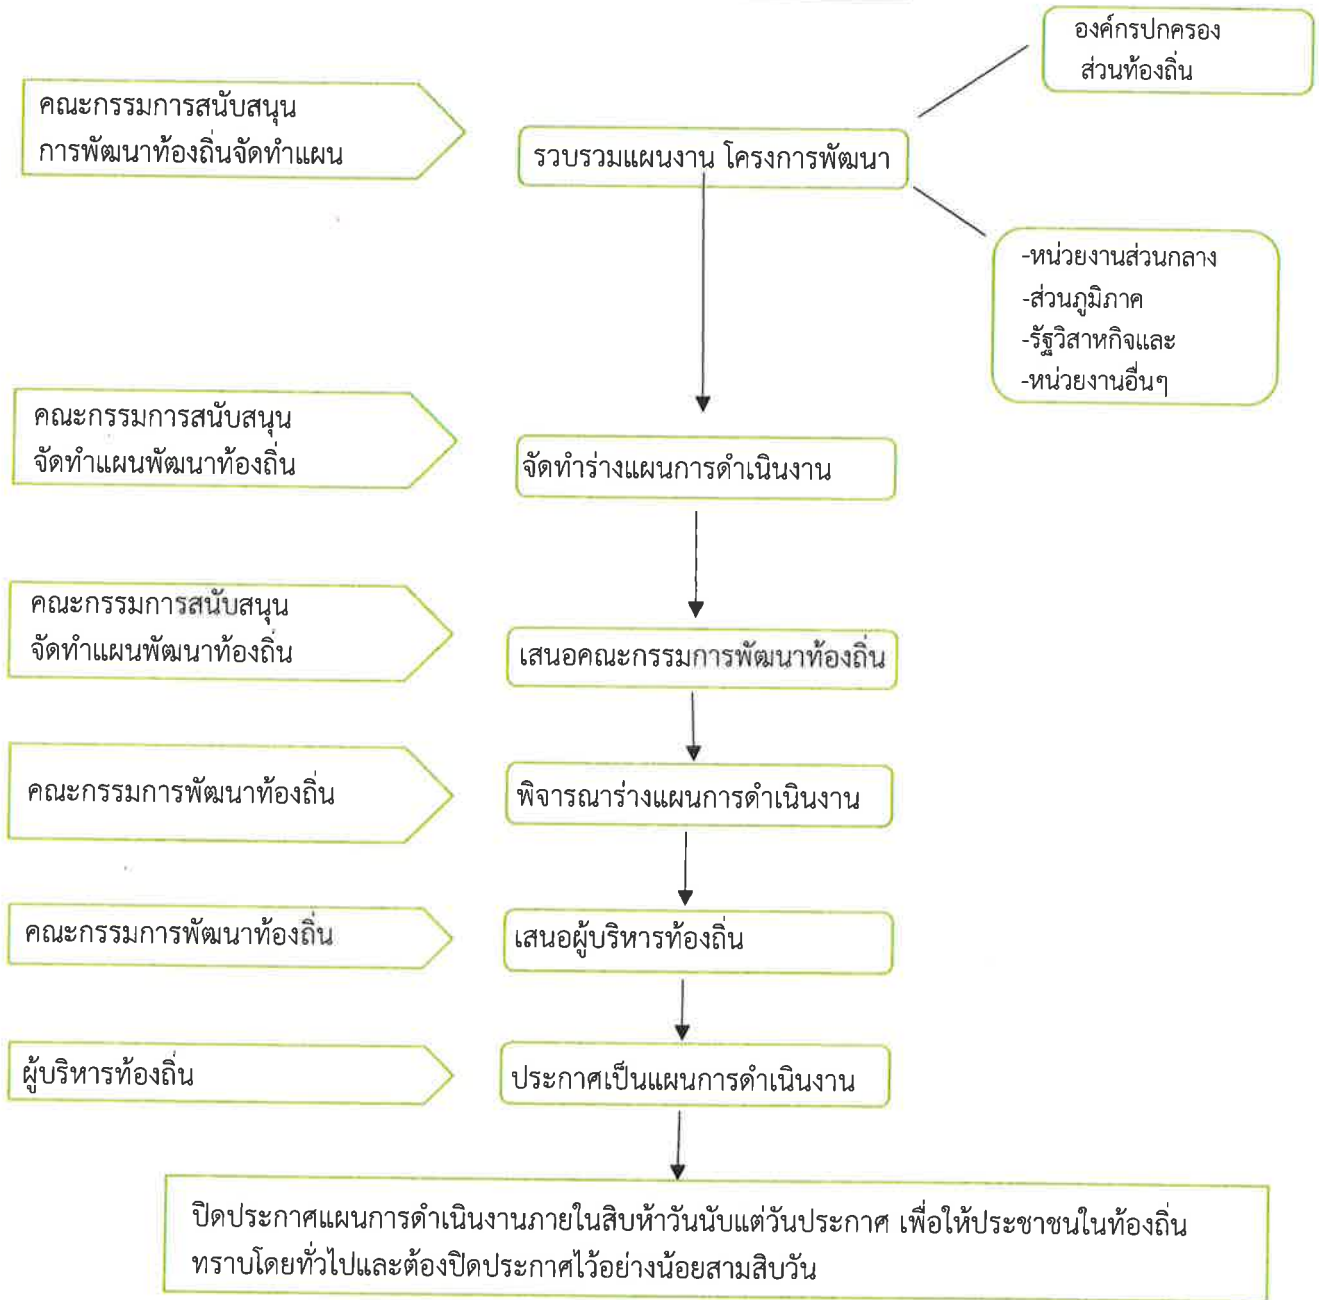 องค์กรปกครอง
ส่วนท้องถิ่น
คณะกรรมการสนับสนุน
การพัฒนาท้องถิ่นจัดทำแผน
รวบรวมแผนงาน โครงการพัฒนา
-หน่วยงานส่วนกลาง
-ส่วนภูมิภาค
-รัฐวิสาหกิจและ
-หน่วยงานอื่นๆ
คณะกรรมการสนับสนุน
จัดทำแผนพัฒนาท้องถิ่น
จัดทำร่างแผนการดำเนินงาน
คณะกรรมการสนับสนุน
จัดทำแผนพัฒนาท้องถิ่น
เสนอคณะกรรมการพัฒนาท้องถิ่น
คณะกรรมการพัฒนาท้องถิ่น
พิจารณาร่างแผนการดำเนินงาน
คณะกรรมการพัฒนาท้องถิ่น
เสนอผู้บริหารท้องถิ่น
ผู้บริหารท้องถิ่น
ประกาศเป็นแผนการดำเนินงาน
ปิดประกาศแผนการดำเนินงานภายในสิบห้าวันนับแต่วันประกาศ เพื่อให้ประชาชนในท้องถิ่น
ทราบโดยทั่วไปและต้องปิดประกาศไว้อย่างน้อยสามสิบวัน